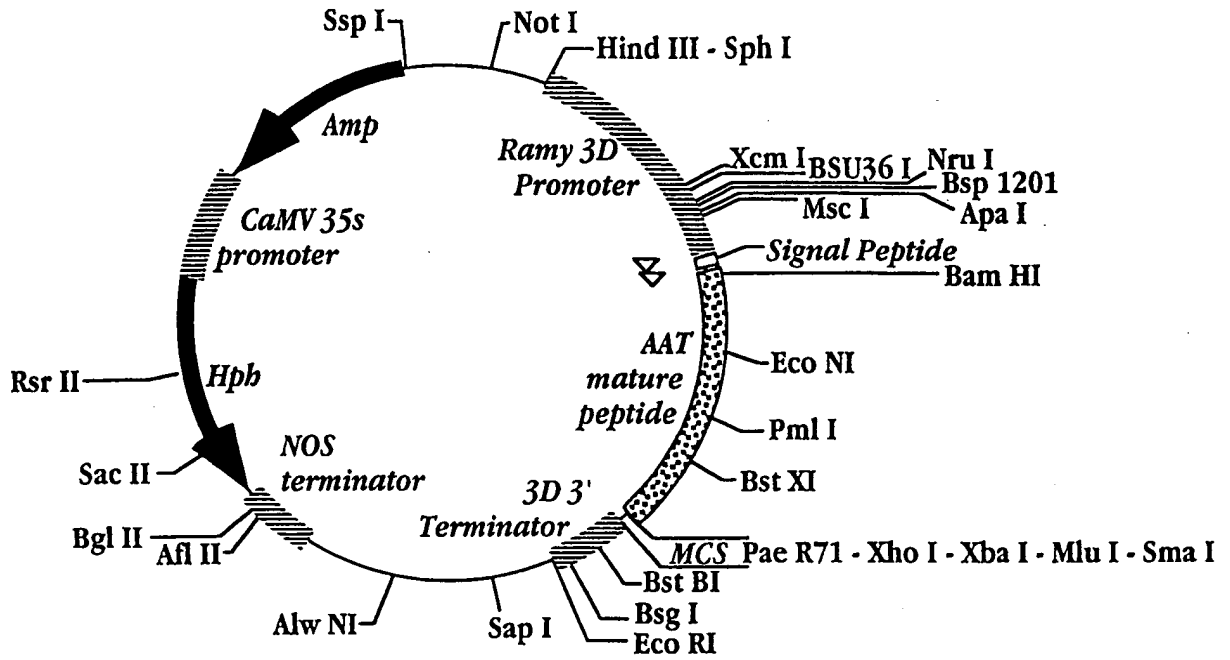 Ssp I
Not I
Hind III - Sph I
Amp
Ramy 3D
Promoter
Xcm I
BSU36 I
Nru I
Bsp 1201
Msc I
Apa I
CaMV 35s
promoter
Signal Peptide
Bam HI
AAT
mature
peptide
Eco NI
Rsr II
Hph
Pml I
Sac II
NOS
terminator
Bst XI
3D 3'
Terminator
Bgl II
Afl II
MCS Pae R71 - Xho I - Xba I - Mlu I - Sma I
Bst BI
Bsg I
Alw NI
Sap I
Eco RI